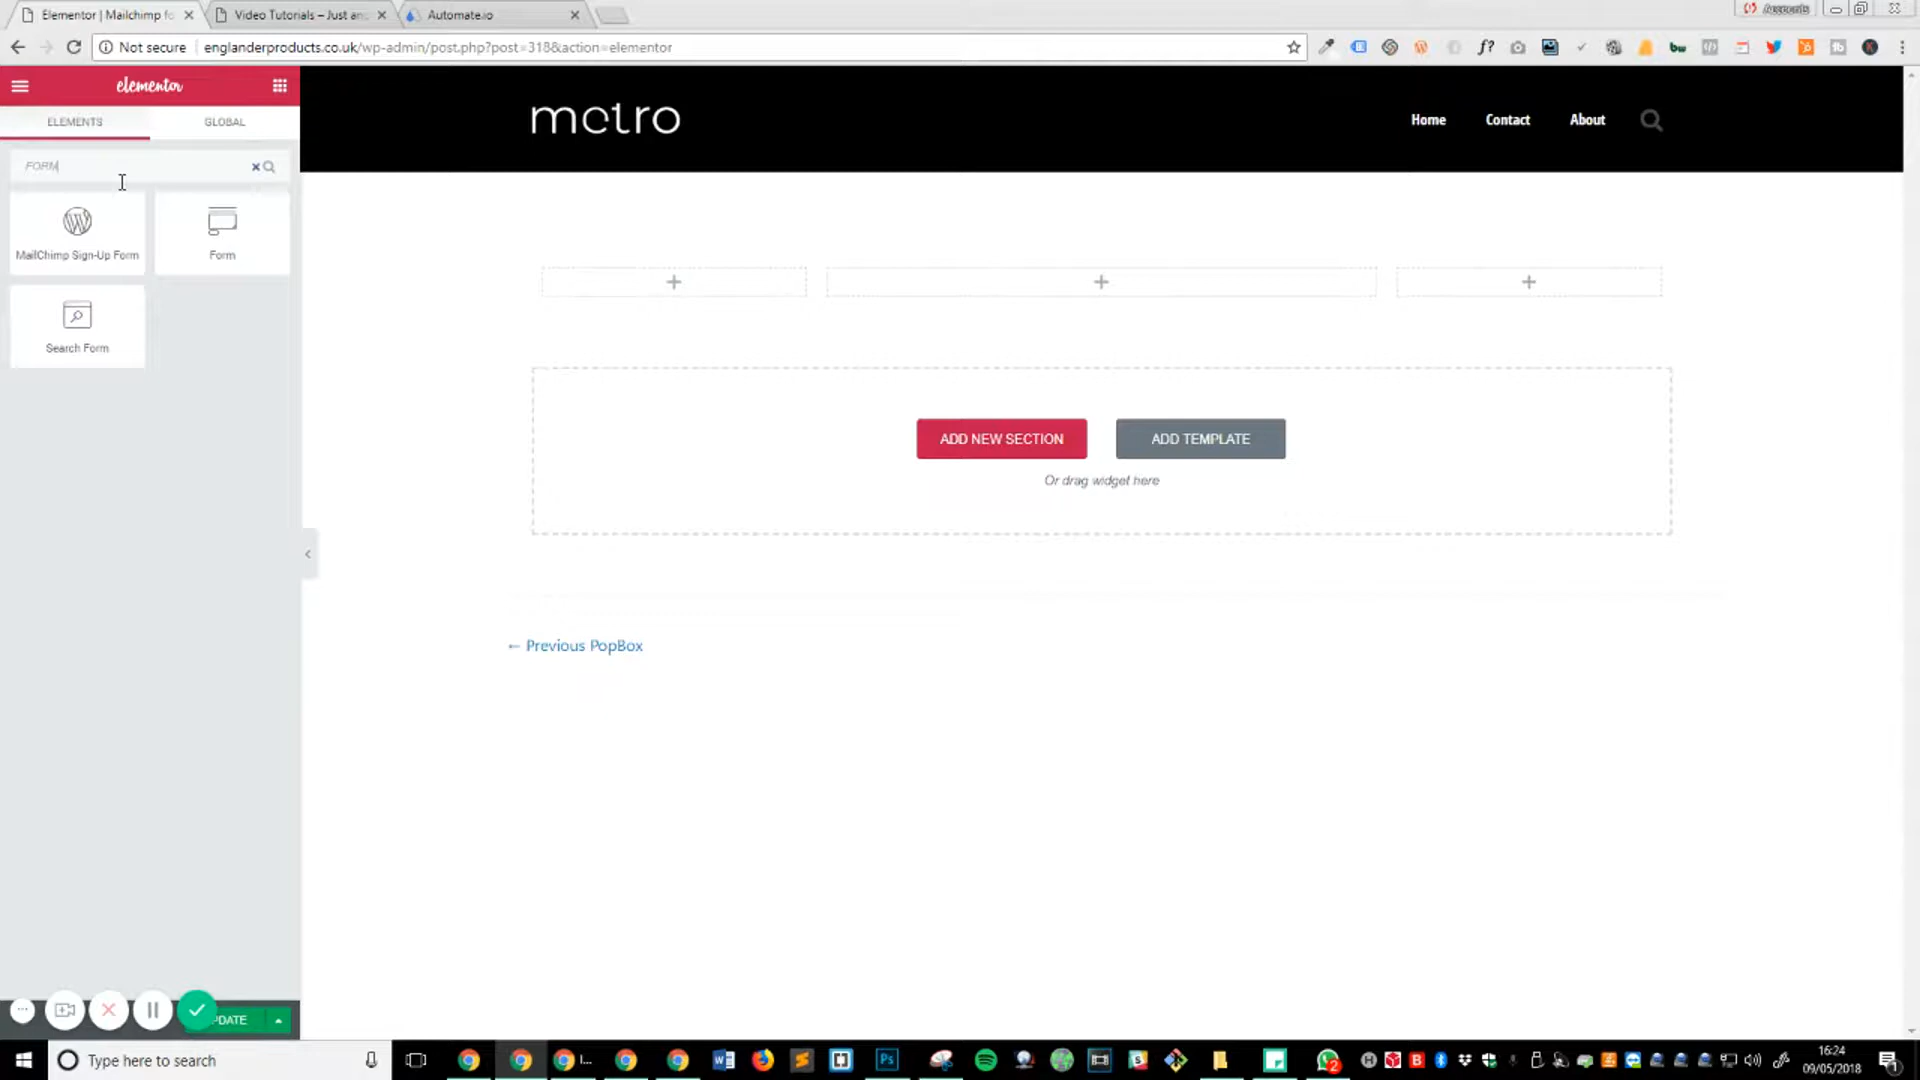 Elementor | Mailchimp fo
Video Tutorials – Just an
Automate.io
Accounts
Not secure
englanderproducts.co.uk/wp-admin/post.php?post=318&action=elementor
elementor
ELEMENTS
GLOBAL
FORM
MailChimp Sign-Up Form
Form
Search Form
metro
Home
Contact
About
ADD NEW SECTION
ADD TEMPLATE
Or drag widget here
← Previous PopBox
PDATE
Type here to search
16:24
09/05/2018